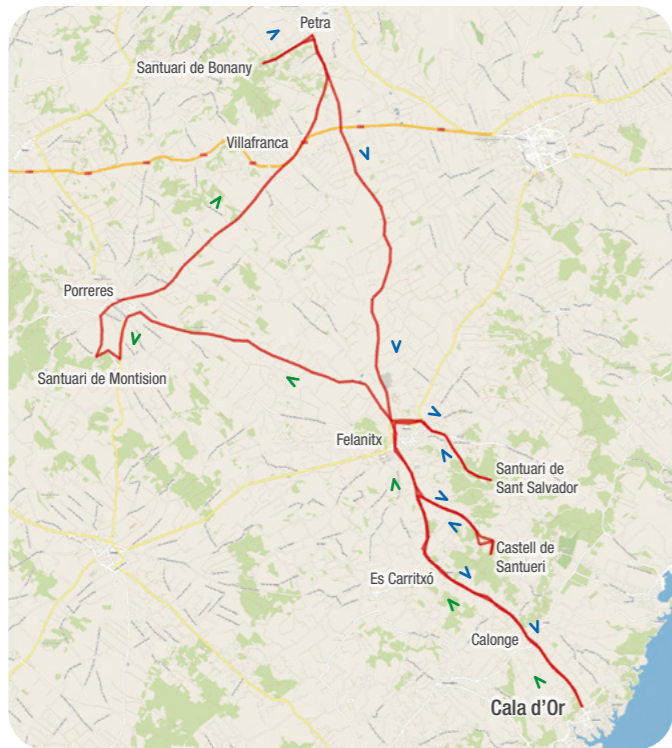 Petra
Santuari de Bonany
Villafranca
Porreres
Santuari de Montision
Felanitx
Santuari de
Sant Salvador
Castell de
Santueri
Es Carritxó
Calonge
Cala d'Or